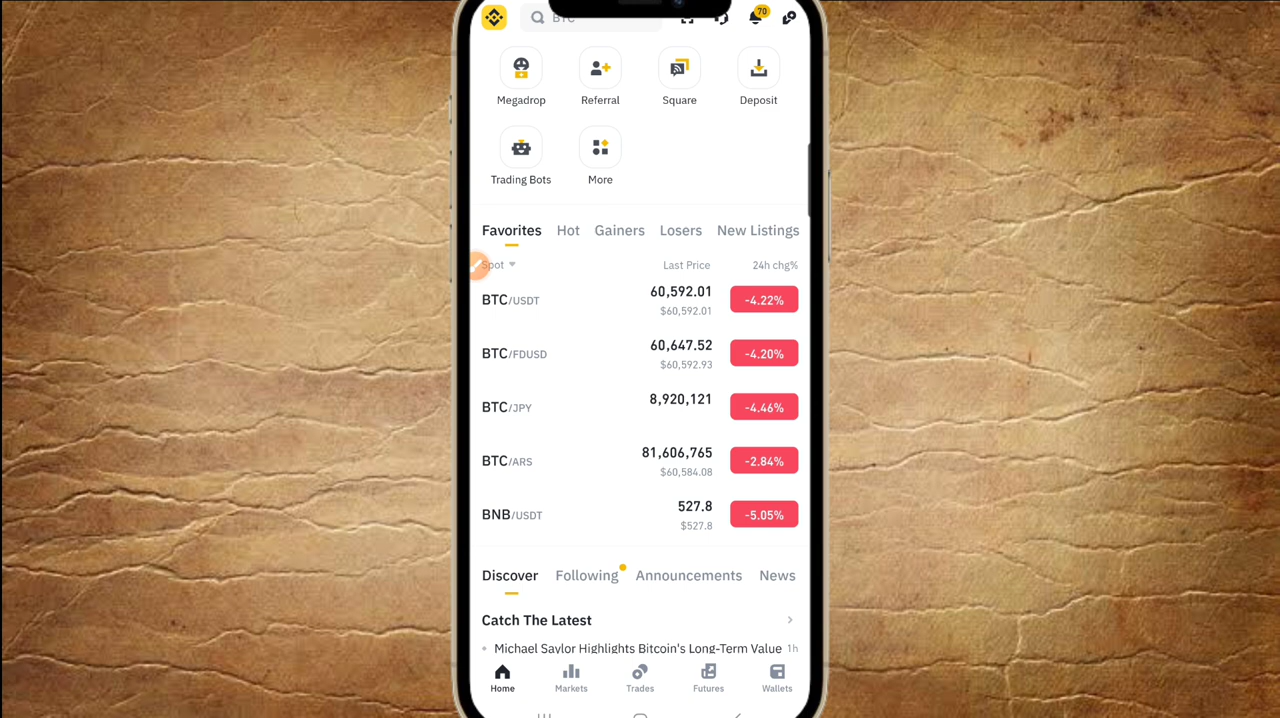 BTC
70
Megadrop Referral Square Deposit
Trading Bots More
Favorites Hot Gainers Losers New Listings
Spot Last Price 24h chg%
BTC/USDT 60,592.01 -4.22%
$60,592.01
BTC/FDUSD 60,647.52 -4.20%
$60,592.93
BTC/JPY 8,920,121 -4.46%
BTC/ARS 81,606,765 -2.84%
$60,584.08
BNB/USDT 527.8 -5.05%
$527.8
Discover Following Announcements News
Catch The Latest
Michael Saylor Highlights Bitcoin's Long-Term Value 1h
Home Markets Trades Futures Wallets